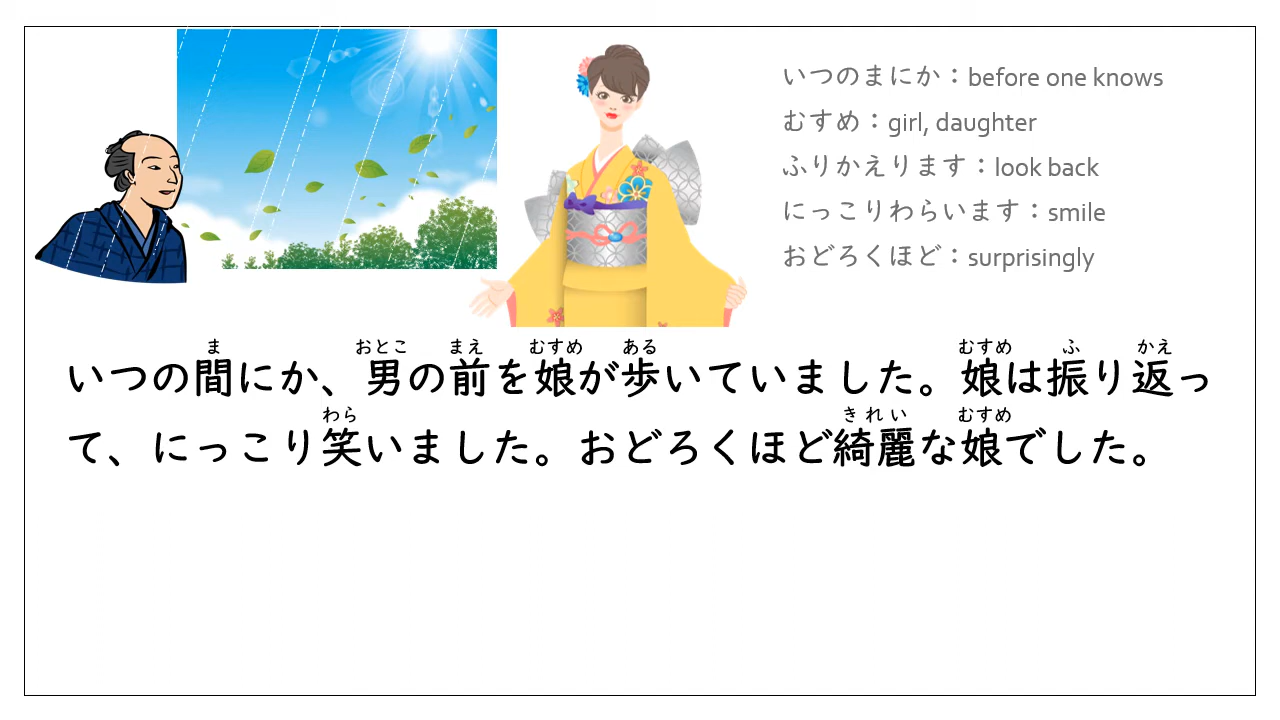 いつのまにか：before one knows
むすめ：girl, daughter
ふりかえります：look back
にっこりわらいます：smile
おどろくほど：surprisingly
ま おとこ まえ むすめ ある むすめ ふ かえ
いつの間にか、男の前を娘が歩いていました。娘は振り返っ
わら きれい むすめ
て、にっこり笑いました。おどろくほど綺麗な娘でした。